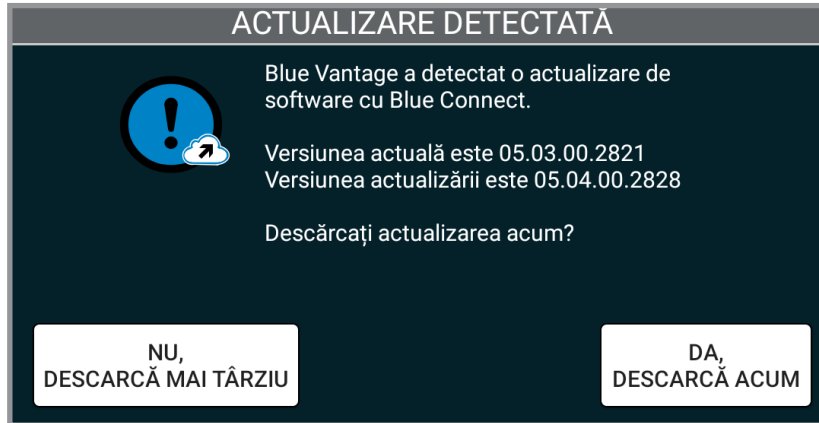 ACTUALIZARE DETECTATĂ
Blue Vantage a detectat o actualizare de
software cu Blue Connect.
Versiunea actuală este 05.03.00.2821
Versiunea actualizării este 05.04.00.2828
Descărcați actualizarea acum?
NU,
DESCARCĂ MAI TÂRZIU
DA,
DESCARCĂ ACUM